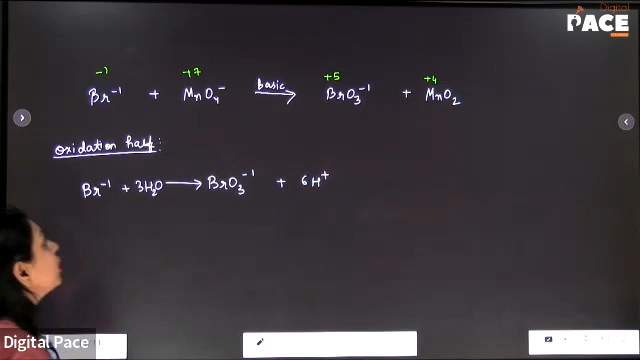 Digital
PACE
-1 +7 +5 +4
Br⁻¹ + MnO₄⁻ basic → BrO₃⁻¹ + MnO₂
Oxidation half:
Br⁻¹ + 3H₂O → BrO₃⁻¹ + 6H⁺
Digital Pace